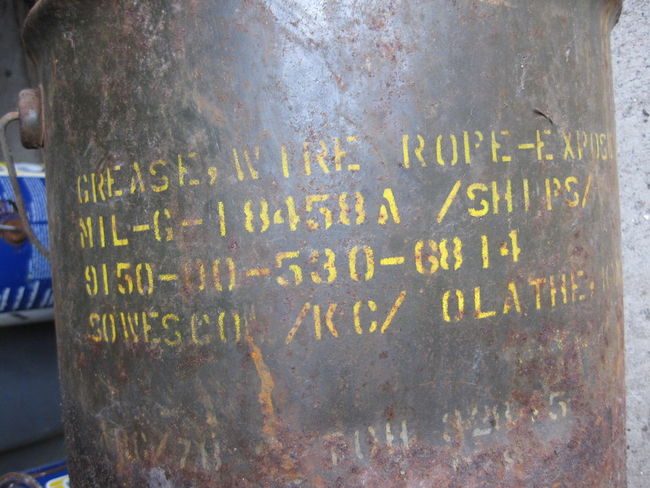 GREASE, WIRE ROPE-EXPOS
MIL-G-18458A /SHIPS/
9150-00-530-6814
SOWESCO /KC/ OLATHE,